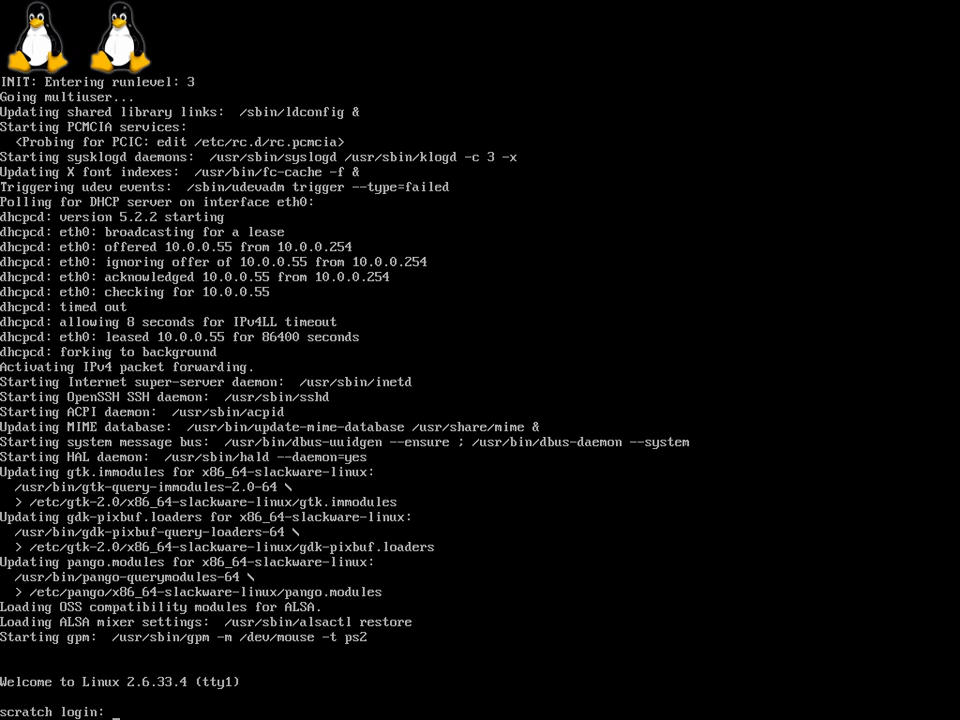 INIT: Entering runlevel: 3
Going multiuser...
Updating shared library links:  /sbin/ldconfig &
Starting PCMCIA services:
  <Probing for PCIC: edit /etc/rc.d/rc.pcmcia>
Starting sysklogd daemons:  /usr/sbin/syslogd /usr/sbin/klogd -c 3 -x
Updating X font indexes:  /usr/bin/fc-cache -f &
Triggering udev events:  /sbin/udevadm trigger --type=failed
Polling for DHCP server on interface eth0:
dhcpcd: version 5.2.2 starting
dhcpcd: eth0: broadcasting for a lease
dhcpcd: eth0: offered 10.0.0.55 from 10.0.0.254
dhcpcd: eth0: ignoring offer of 10.0.0.55 from 10.0.0.254
dhcpcd: eth0: acknowledged 10.0.0.55 from 10.0.0.254
dhcpcd: eth0: checking for 10.0.0.55
dhcpcd: timed out
dhcpcd: allowing 8 seconds for IPv4LL timeout
dhcpcd: eth0: leased 10.0.0.55 for 86400 seconds
dhcpcd: forking to background
Activating IPv4 packet forwarding.
Starting Internet super-server daemon:  /usr/sbin/inetd
Starting OpenSSH SSH daemon:  /usr/sbin/sshd
Starting ACPI daemon:  /usr/sbin/acpid
Updating MIME database:  /usr/bin/update-mime-database /usr/share/mime &
Starting system message bus:  /usr/bin/dbus-uuidgen --ensure ; /usr/bin/dbus-daemon --system
Starting HAL daemon:  /usr/sbin/hald --daemon=yes
Updating gtk.immodules for x86_64-slackware-linux:
  /usr/bin/gtk-query-immodules-2.0-64 \
  > /etc/gtk-2.0/x86_64-slackware-linux/gtk.immodules
Updating gdk-pixbuf.loaders for x86_64-slackware-linux:
  /usr/bin/gdk-pixbuf-query-loaders-64 \
  > /etc/gtk-2.0/x86_64-slackware-linux/gdk-pixbuf.loaders
Updating pango.modules for x86_64-slackware-linux:
  /usr/bin/pango-querymodules-64 \
  > /etc/pango/x86_64-slackware-linux/pango.modules
Loading OSS compatibility modules for ALSA.
Loading ALSA mixer settings:  /usr/sbin/alsactl restore
Starting gpm:  /usr/sbin/gpm -m /dev/mouse -t ps2
Welcome to Linux 2.6.33.4 (tty1)
scratch login: _